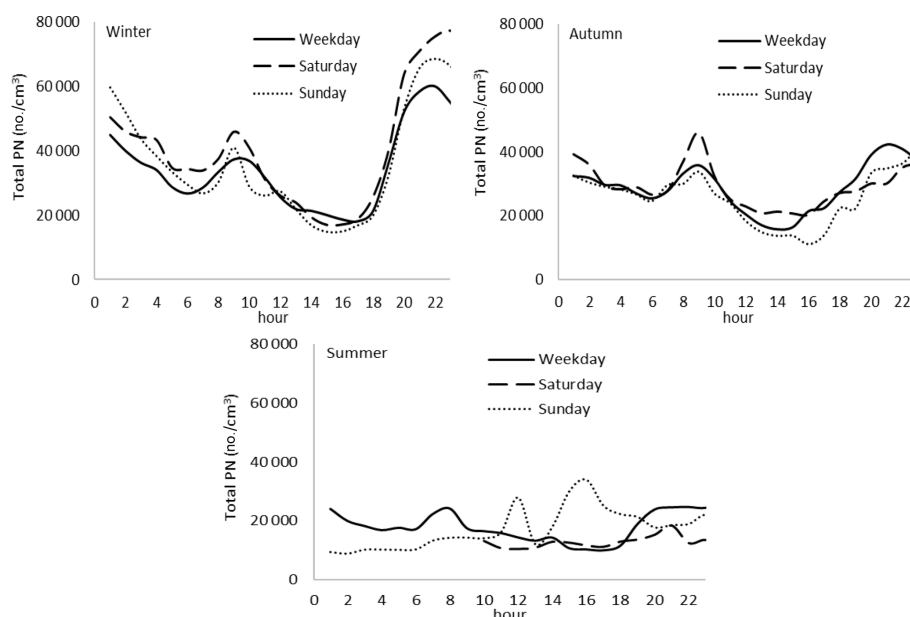 Winter
Weekday
Saturday
Sunday
Total PN (no./cm³)
80 000
60 000
40 000
20 000
0
0 2 4 6 8 10 12 14 16 18 20 22
hour
Autumn
Weekday
Saturday
Sunday
Total PN (no./cm³)
80 000
60 000
40 000
20 000
0
0 2 4 6 8 10 12 14 16 18 20 22
hour
Summer
Weekday
Saturday
Sunday
Total PN (no./cm³)
80 000
60 000
40 000
20 000
0
0 2 4 6 8 10 12 14 16 18 20 22
hour